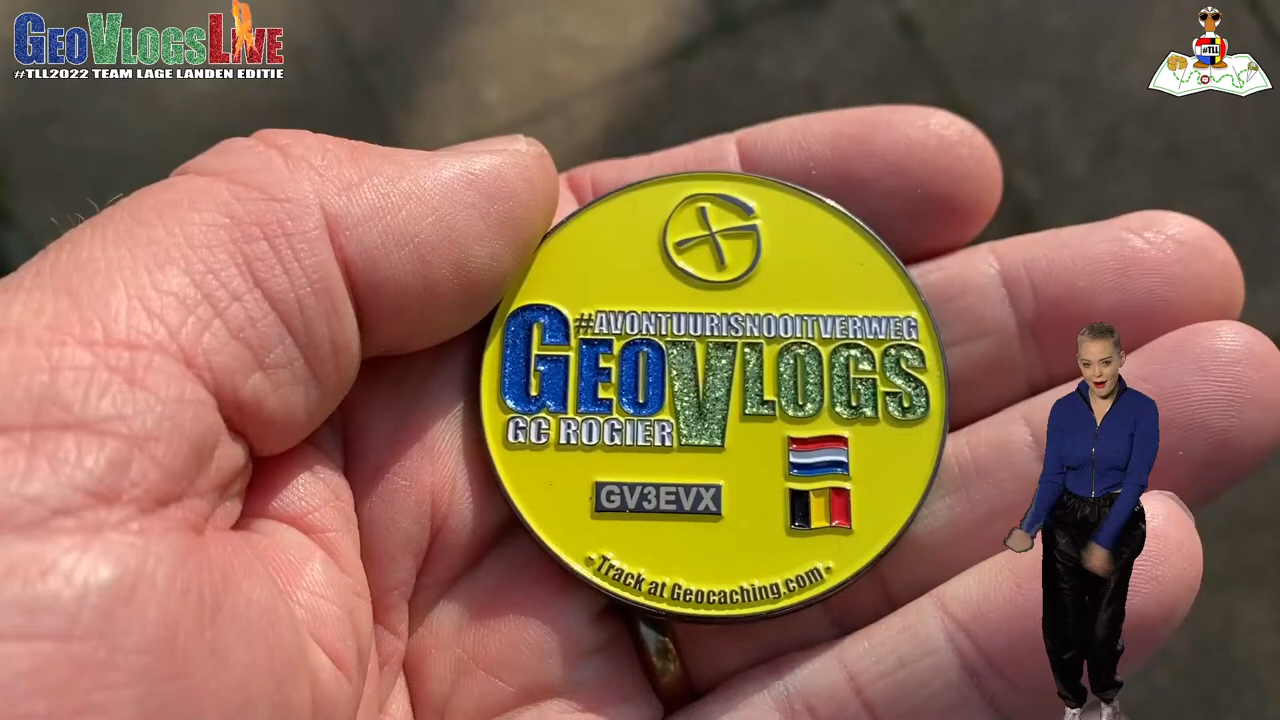 GEOVLOGSLIVE
#TLL2022 TEAM LAGE LANDEN EDITIE
#TLL
#AVONTUURISNOOITVERWEG
GEOVLOGS
GC ROGIER
GV3EVX
- Track at Geocaching.com -